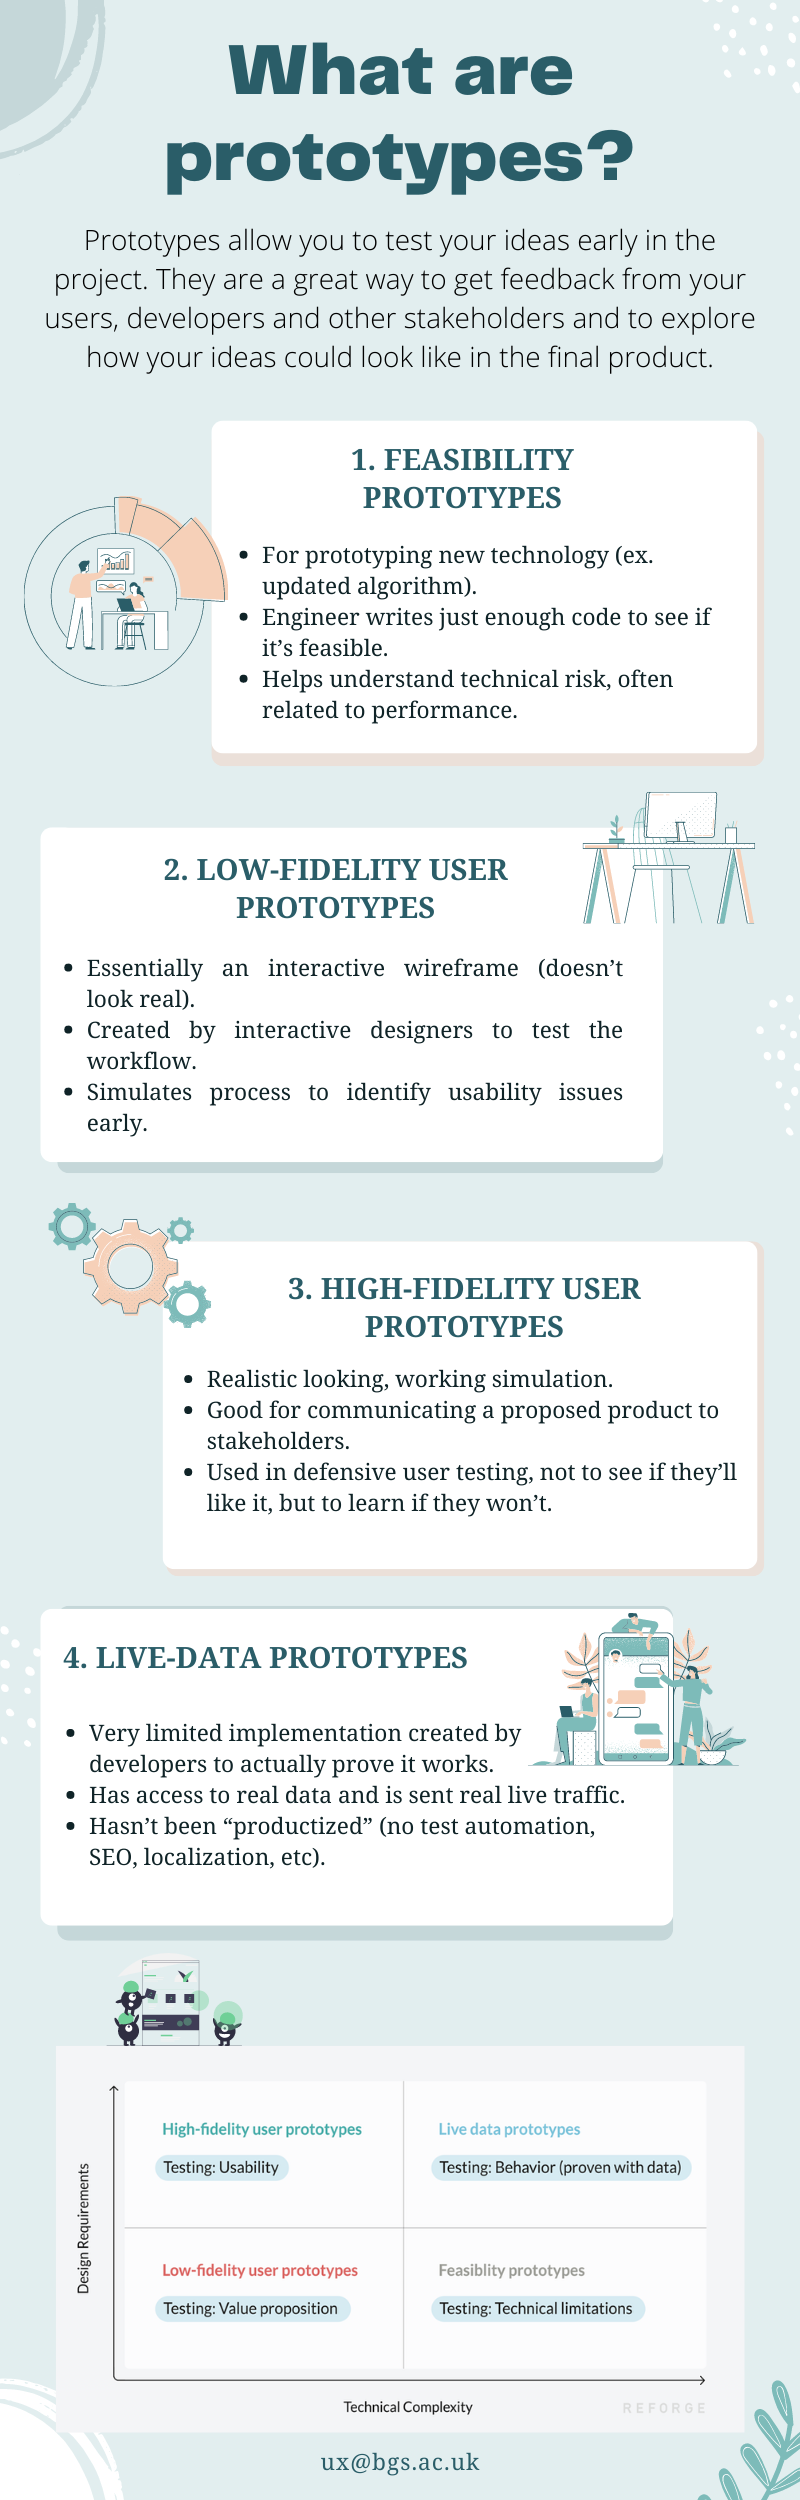 What are
prototypes?
Prototypes allow you to test your ideas early in the
project. They are a great way to get feedback from your
users, developers and other stakeholders and to explore
how your ideas could look like in the final product.
1. FEASIBILITY
PROTOTYPES
• For prototyping new technology (ex.
updated algorithm).
• Engineer writes just enough code to see if
it’s feasible.
• Helps understand technical risk, often
related to performance.
2. LOW-FIDELITY USER
PROTOTYPES
• Essentially an interactive wireframe (doesn’t
look real).
• Created by interactive designers to test the
workflow.
• Simulates process to identify usability issues
early.
3. HIGH-FIDELITY USER
PROTOTYPES
• Realistic looking, working simulation.
• Good for communicating a proposed product to
stakeholders.
• Used in defensive user testing, not to see if they’ll
like it, but to learn if they won’t.
4. LIVE-DATA PROTOTYPES
• Very limited implementation created by
developers to actually prove it works.
• Has access to real data and is sent real live traffic.
• Hasn’t been “productized” (no test automation,
SEO, localization, etc).
Design Requirements
High-fidelity user prototypes
Testing: Usability
Live data prototypes
Testing: Behavior (proven with data)
Low-fidelity user prototypes
Testing: Value proposition
Feasiblity prototypes
Testing: Technical limitations
Technical Complexity
REFORGE
ux@bgs.ac.uk